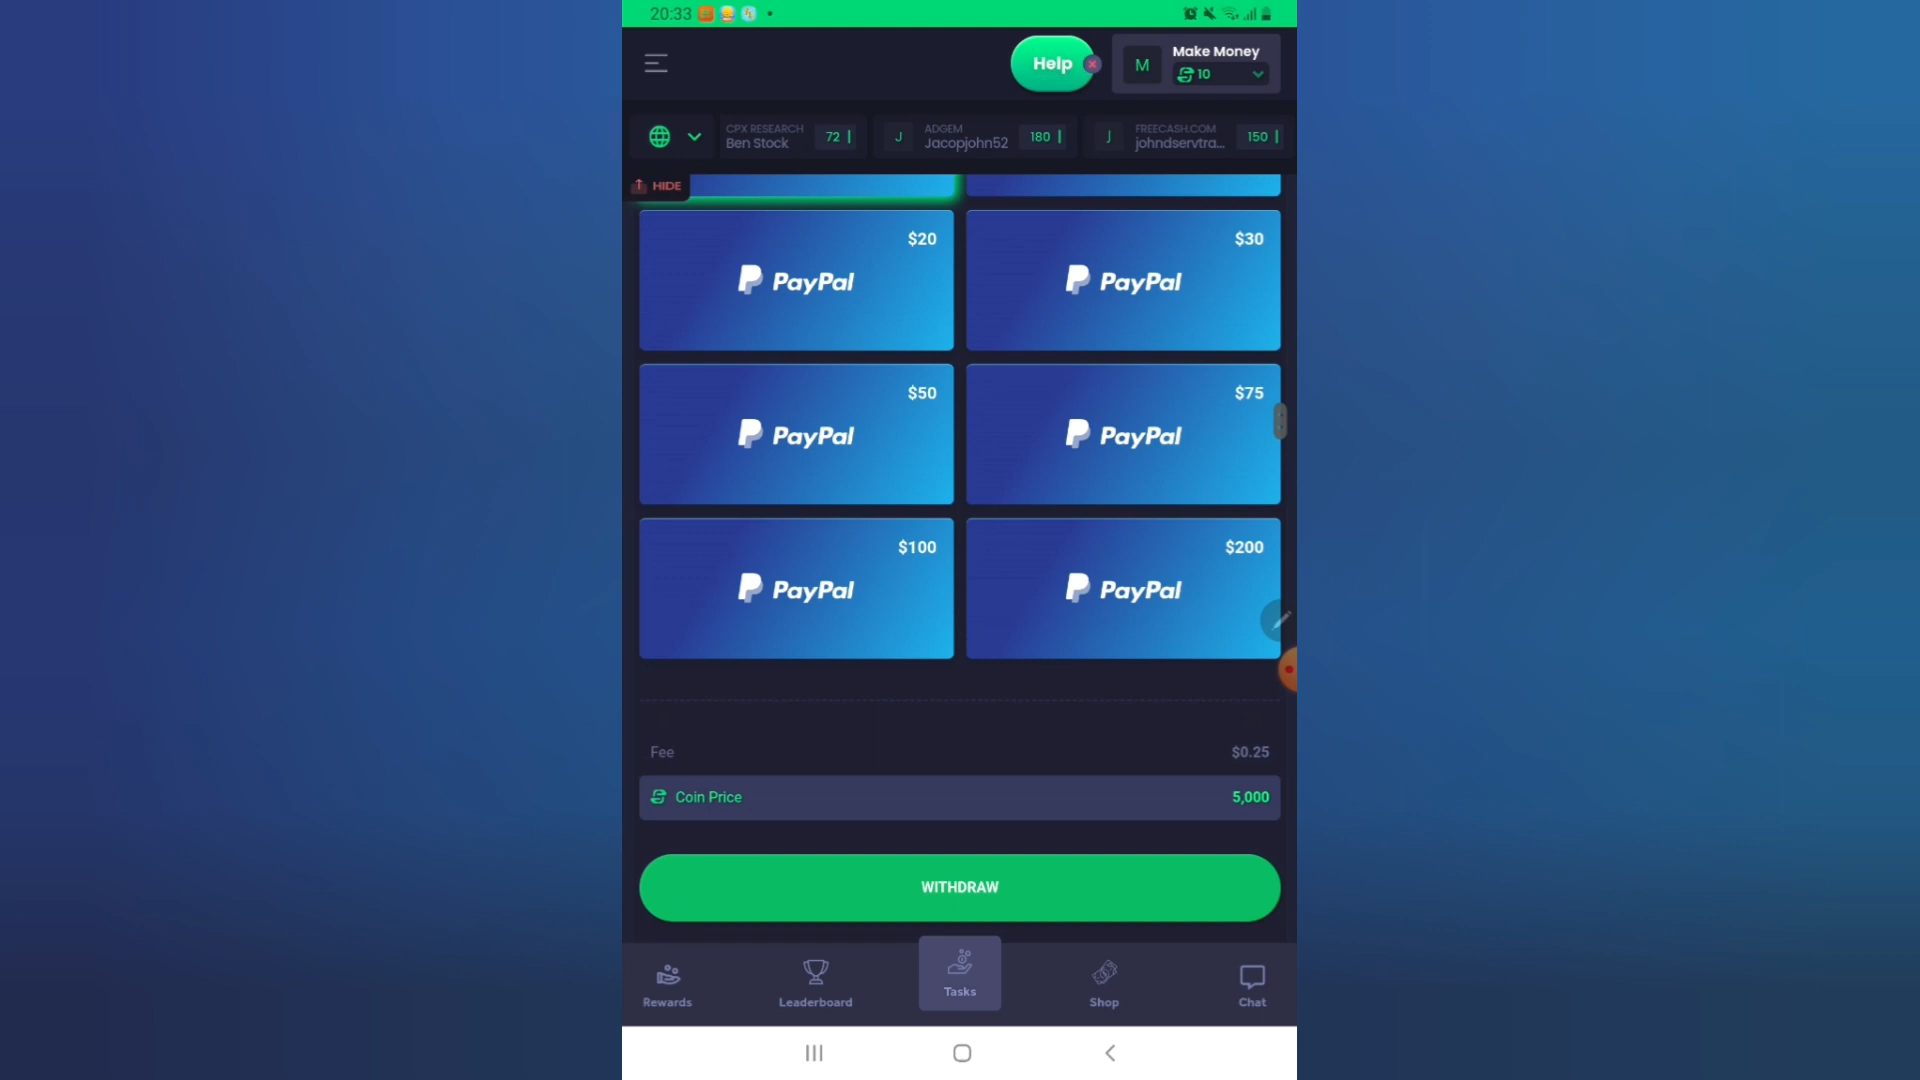 20:33
Help
Make Money
M
10
CPX RESEARCH
Ben Stock
72
J
ADGEM
Jacopjohn52
180
J
FREECASH.COM
johndservtra...
150
HIDE
$20
PayPal
$30
PayPal
$50
PayPal
$75
PayPal
$100
PayPal
$200
PayPal
Fee
$0.25
Coin Price
5,000
WITHDRAW
Rewards
Leaderboard
Tasks
Shop
Chat